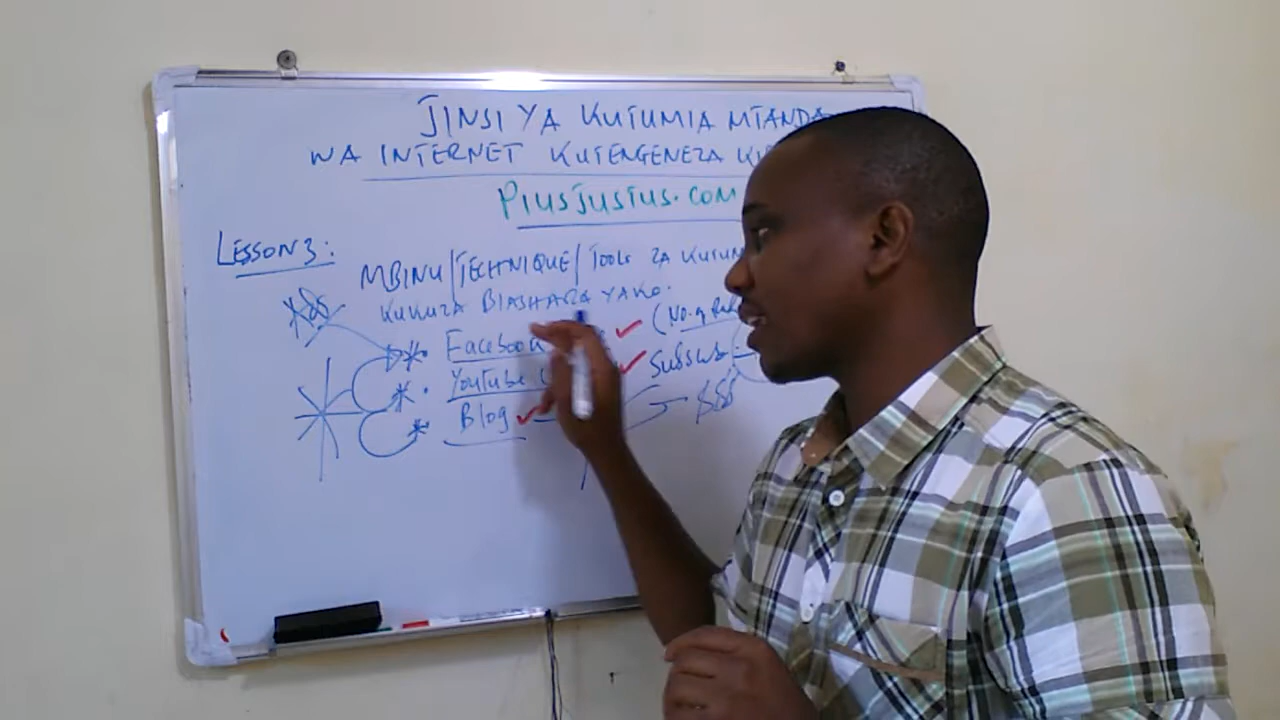 JINSI YA KUTUMIA MTANDA
WA INTERNET KUTENGENEZA
PIUSJUSTUS.COM
LESSON 3:
MBINU/TECHNIQUE/TOOLS ZA KUTUM
KUKUZA BIASHARA YAKO.
Facebook
YouTube
Blog
$$$